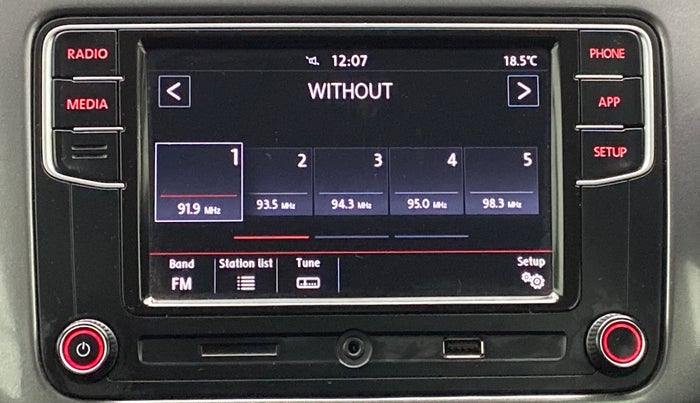 RADIO
MEDIA
12:07 18.5°C
WITHOUT
< >
1 2 3 4 5
91.9 MHz 93.5 MHz 94.3 MHz 95.0 MHz 98.3 MHz
Band Station list Tune Setup
FM
PHONE
APP
SETUP